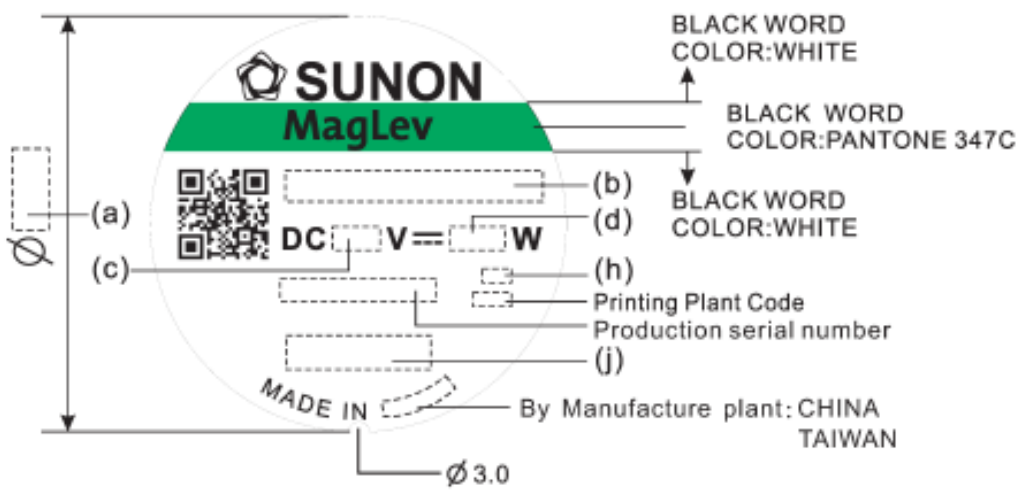 BLACK WORD
COLOR:WHITE
SUNON
MagLev
BLACK WORD
COLOR:PANTONE 347C
(a)
(b)
BLACK WORD
COLOR:WHITE
(d)
DC V W
Ø
(c)
(h)
Printing Plant Code
Production serial number
(j)
MADE IN
By Manufacture plant: CHINA
TAIWAN
Ø 3.0